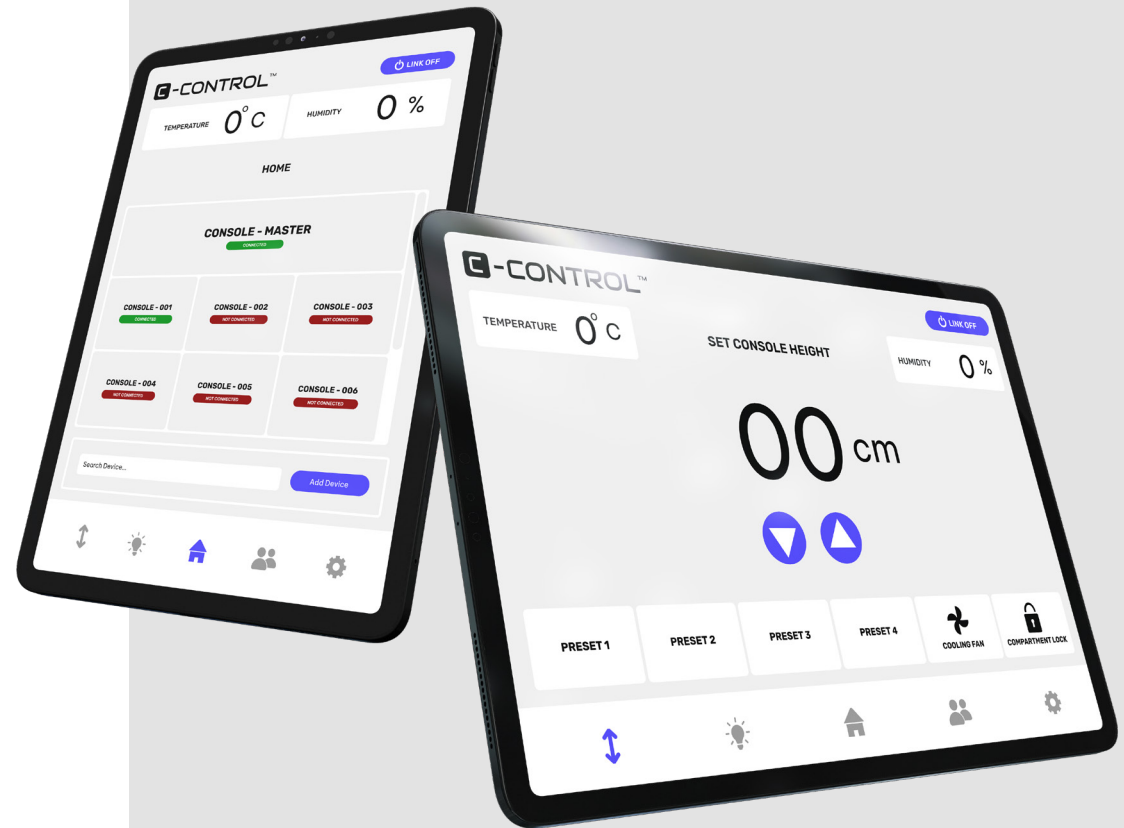 C-CONTROL™
LINK OFF
TEMPERATURE 0°C
HUMIDITY 0 %
HOME
CONSOLE - MASTER
CONNECTED
CONSOLE - 001
CONNECTED
CONSOLE - 002
NOT CONNECTED
CONSOLE - 003
NOT CONNECTED
CONSOLE - 004
NOT CONNECTED
CONSOLE - 005
NOT CONNECTED
CONSOLE - 006
NOT CONNECTED
Search Device...
Add Device
C-CONTROL™
LINK OFF
TEMPERATURE 0°C
SET CONSOLE HEIGHT
HUMIDITY 0 %
00 cm
PRESET 1
PRESET 2
PRESET 3
PRESET 4
COOLING FAN
COMPARTMENT LOCK